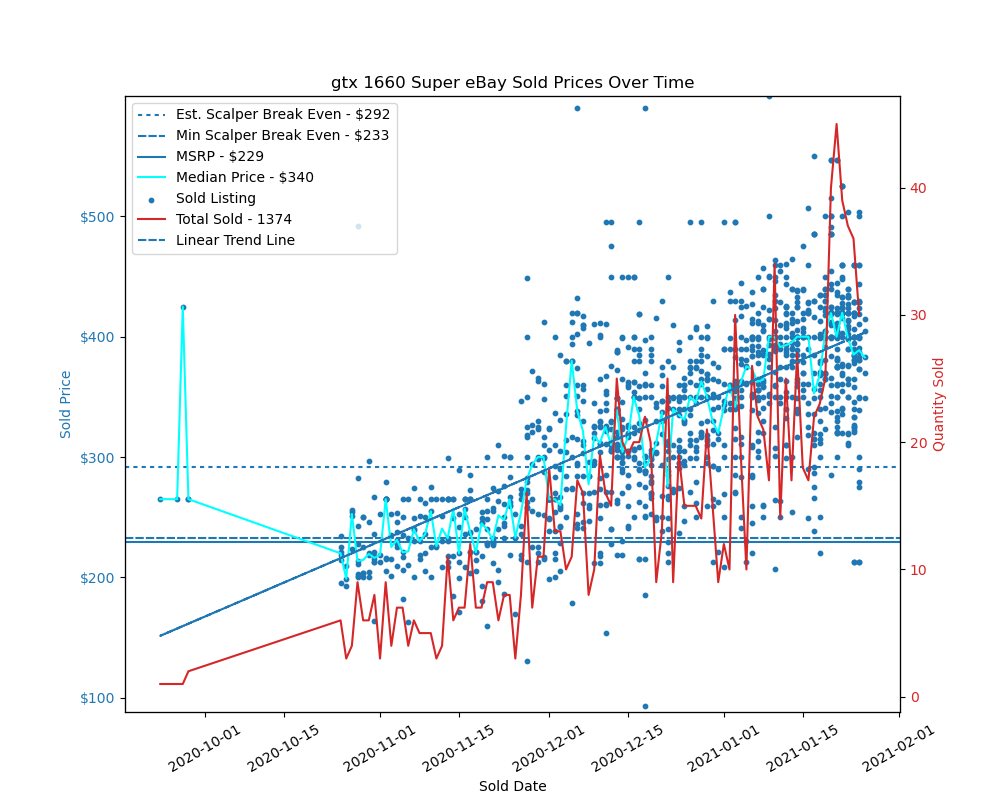 gtx 1660 Super eBay Sold Prices Over Time
Est. Scalper Break Even - $292
Min Scalper Break Even - $233
MSRP - $229
Median Price - $340
Sold Listing
Total Sold - 1374
Linear Trend Line
$500
$400
$300
$200
$100
Sold Price
40
30
20
10
0
Quantity Sold
2020-10-01
2020-10-15
2020-11-01
2020-11-15
2020-12-01
2020-12-15
2021-01-01
2021-01-15
2021-02-01
Sold Date